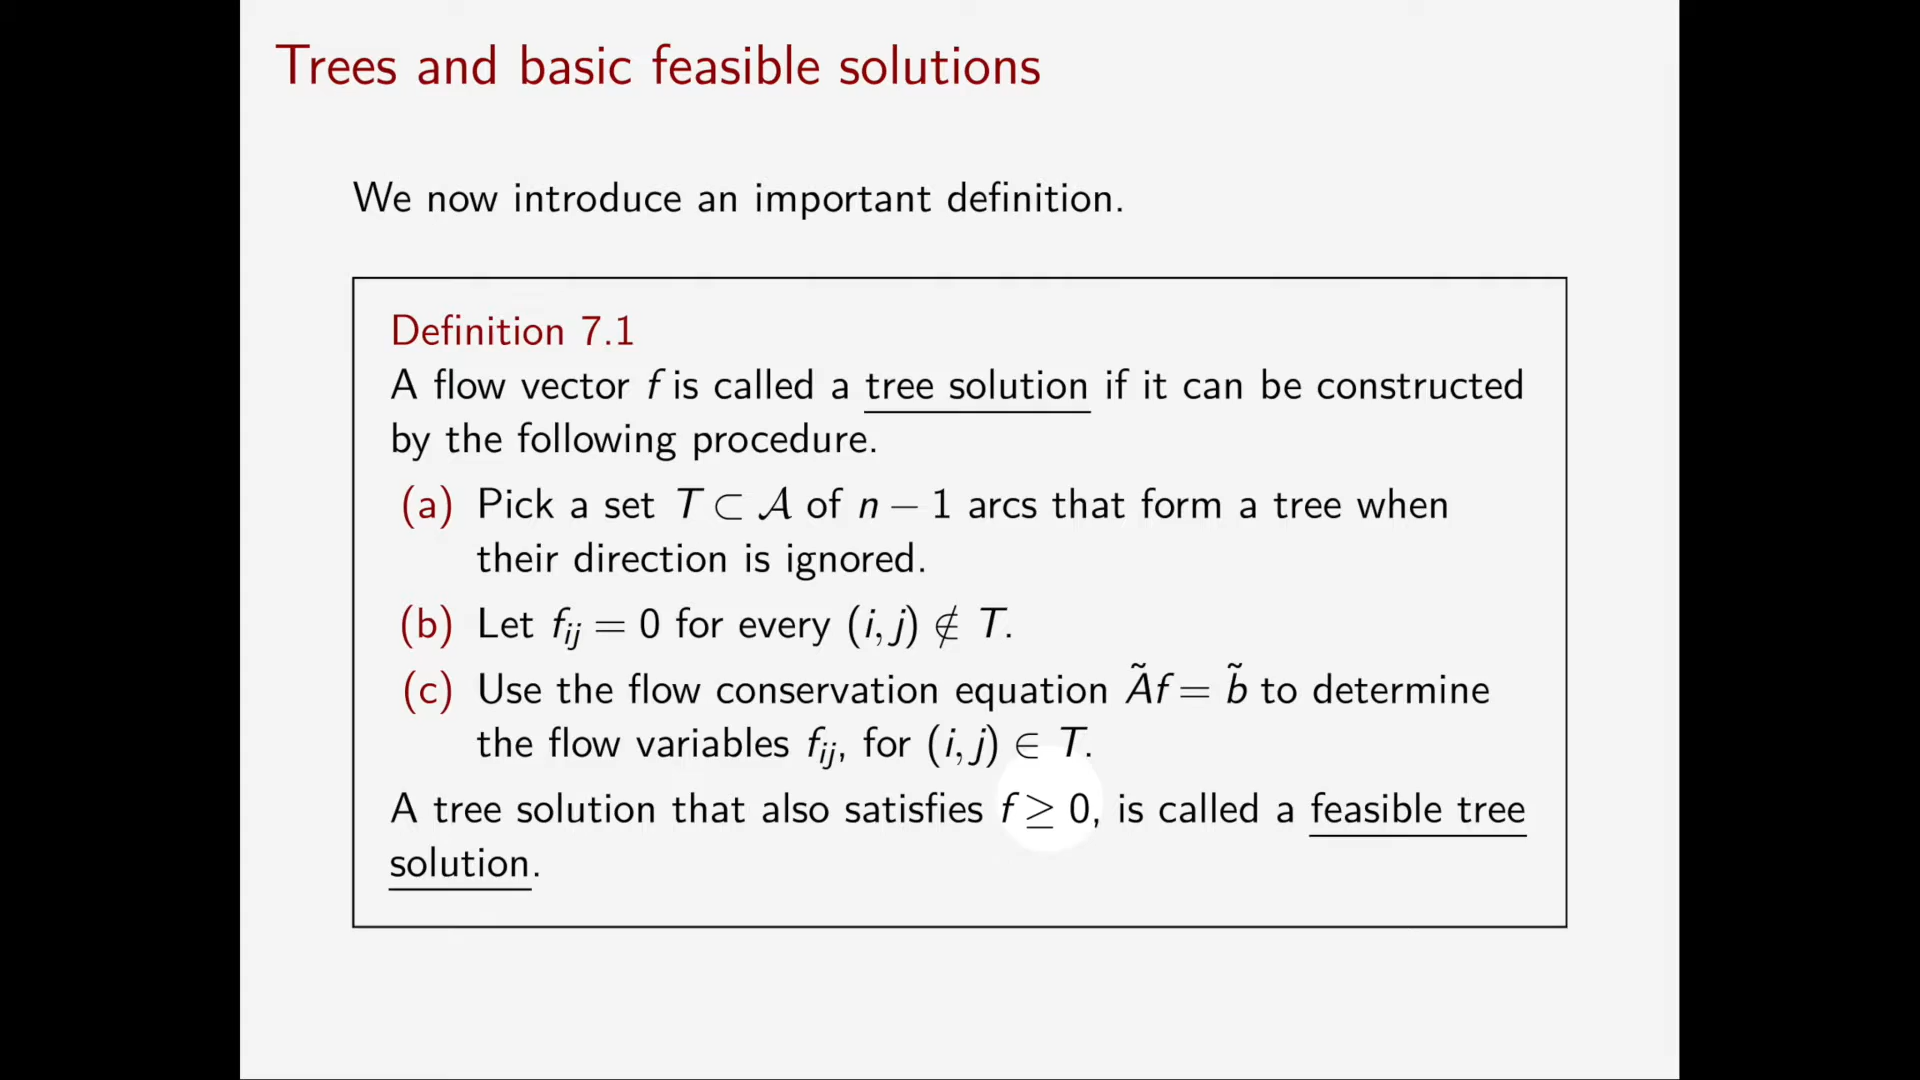 Trees and basic feasible solutions
We now introduce an important definition.
Definition 7.1
A flow vector f is called a tree solution if it can be constructed
by the following procedure.
(a) Pick a set T ⊂ 𝒜 of n − 1 arcs that form a tree when
their direction is ignored.
(b) Let fᵢⱼ = 0 for every (i, j) ∉ T.
(c) Use the flow conservation equation Ãf = b̃ to determine
the flow variables fᵢⱼ, for (i, j) ∈ T.
A tree solution that also satisfies f ≥ 0, is called a feasible tree
solution.